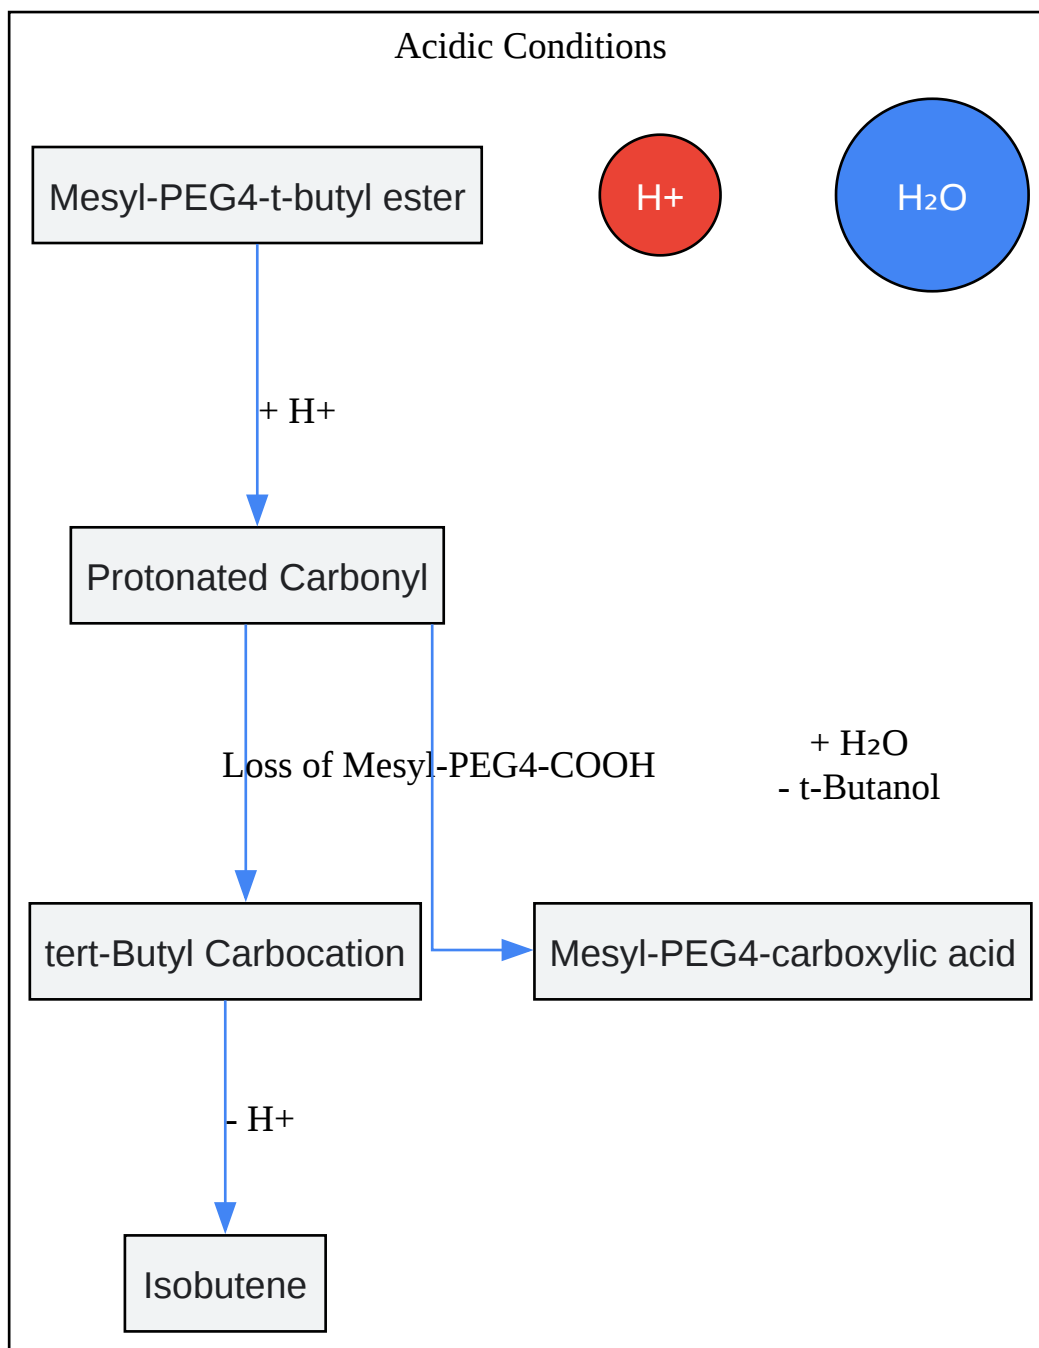 Acidic Conditions
Mesyl-PEG4-t-butyl ester
H+
H₂O
+ H+
Protonated Carbonyl
Loss of Mesyl-PEG4-COOH
+ H₂O
- t-Butanol
tert-Butyl Carbocation
Mesyl-PEG4-carboxylic acid
- H+
Isobutene